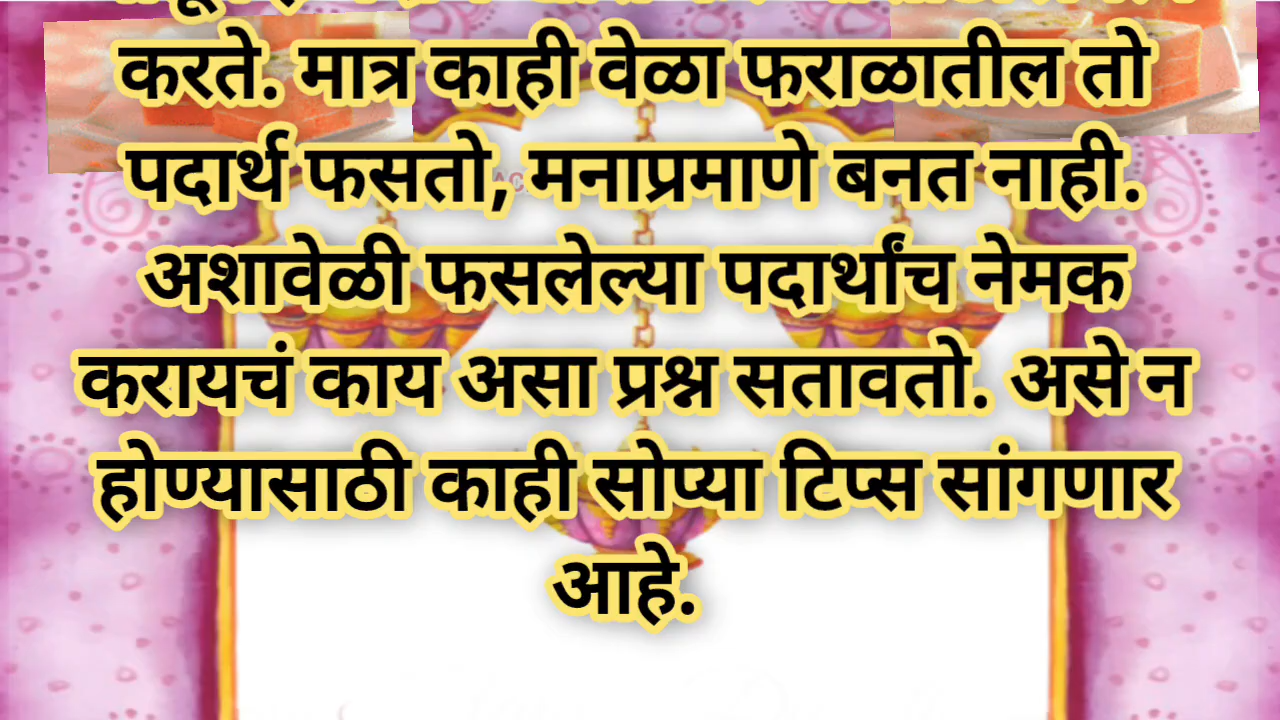 करते. मात्र काही वेळा फराळातील तो
पदार्थ फसतो, मनाप्रमाणे बनत नाही.
अशावेळी फसलेल्या पदार्थांच नेमक
करायचं काय असा प्रश्न सतावतो. असे न
होण्यासाठी काही सोप्या टिप्स सांगणार
आहे.